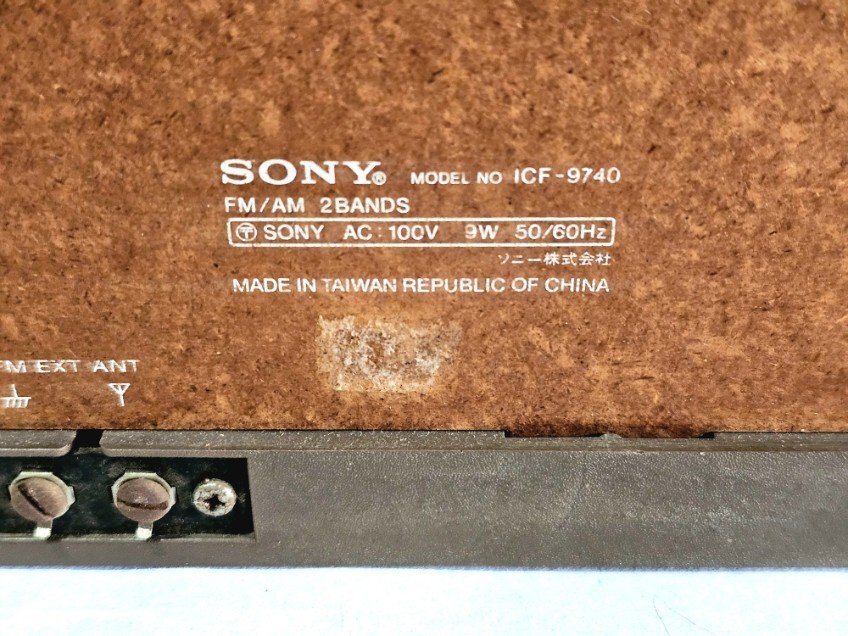 SONY® MODEL NO ICF-9740
FM/AM 2BANDS
〶 SONY AC:100V 9W 50/60Hz
ソニー株式会社
MADE IN TAIWAN REPUBLIC OF CHINA
EXT ANT